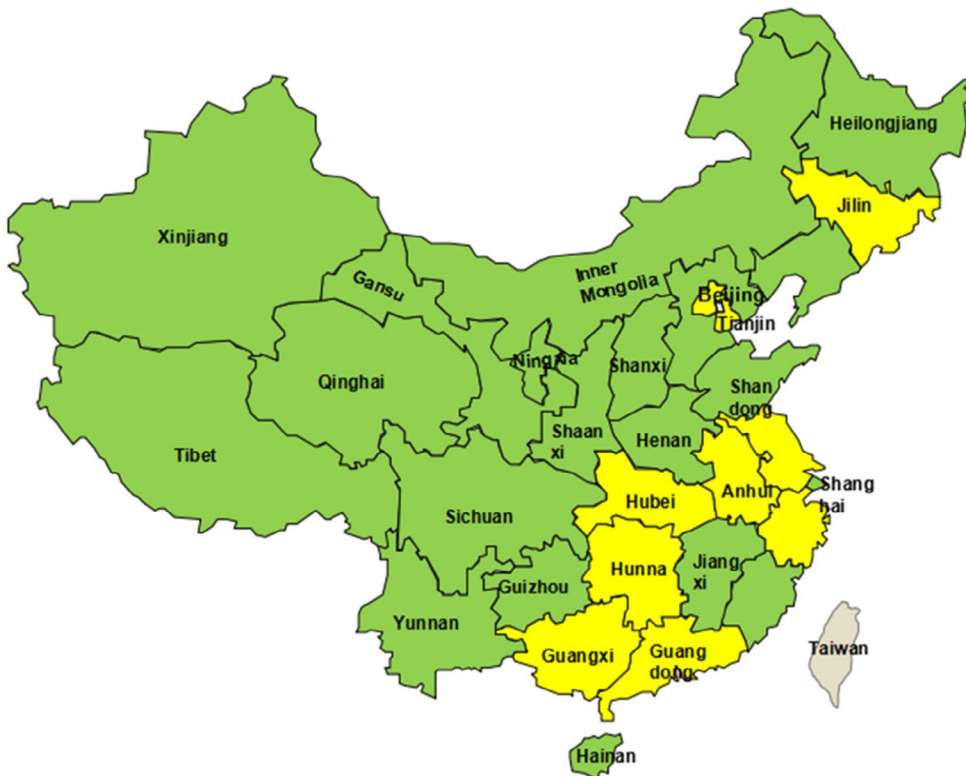 Heilongjiang
Jilin
Xinjiang
Inner
Mongolia
Gansu
Beijing
Tianjin
Ningxia
Shanxi
Qinghai
Shan
dong
Shaan
xi
Henan
Tibet
Shang
hai
Anhui
Hubei
Sichuan
Jiang
xi
Hunna
Guizhou
Yunnan
Guangxi
Guang
dong
Taiwan
Hainan